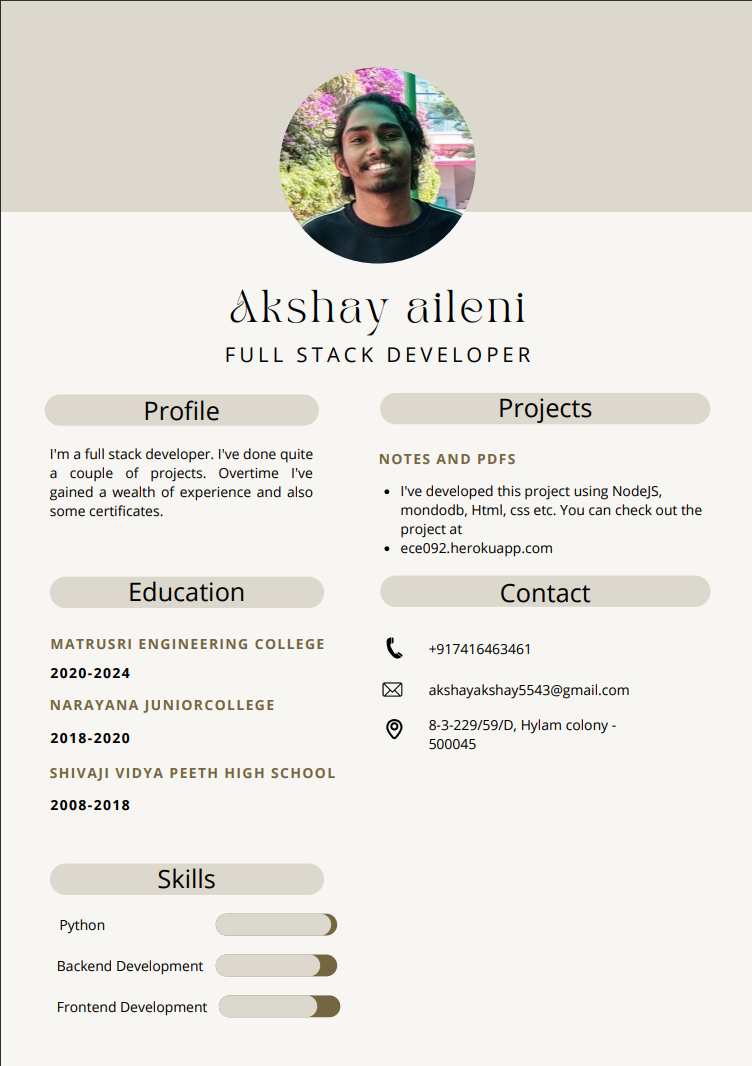 Akshay aileni
FULL STACK DEVELOPER
Profile
I'm a full stack developer. I've done quite
a couple of projects. Overtime I've
gained a wealth of experience and also
some certificates.
Education
MATRUSRI ENGINEERING COLLEGE
2020-2024
NARAYANA JUNIORCOLLEGE
2018-2020
SHIVAJI VIDYA PEETH HIGH SCHOOL
2008-2018
Skills
Python
Backend Development
Frontend Development
Projects
NOTES AND PDFS
• I've developed this project using NodeJS,
mondodb, Html, css etc. You can check out the
project at
• ece092.herokuapp.com
Contact
+917416463461
akshayakshay5543@gmail.com
8-3-229/59/D, Hylam colony -
500045